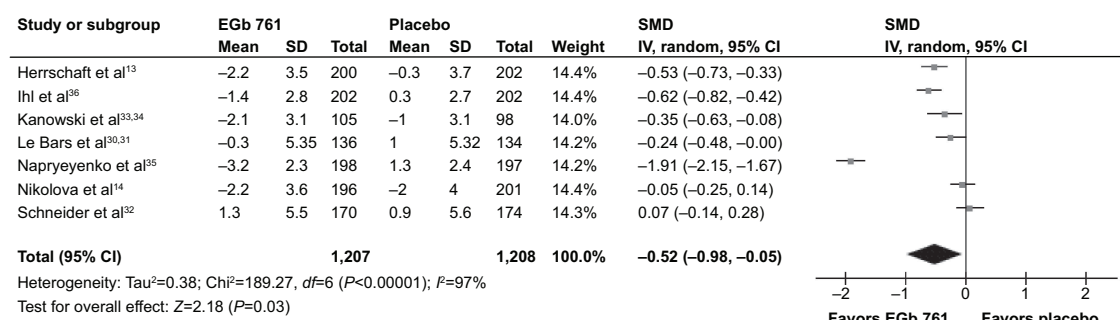 Study or subgroup EGb 761 Placebo SMD SMD
Mean SD Total Mean SD Total Weight IV, random, 95% CI IV, random, 95% CI
Herrschaft et al¹³ –2.2 3.5 200 –0.3 3.7 202 14.4% –0.53 (–0.73, –0.33)
Ihl et al³⁶ –1.4 2.8 202 0.3 2.7 202 14.4% –0.62 (–0.82, –0.42)
Kanowski et al³³,³⁴ –2.1 3.1 105 –1 3.1 98 14.0% –0.35 (–0.63, –0.08)
Le Bars et al³⁰,³¹ –0.3 5.35 136 1 5.32 134 14.2% –0.24 (–0.48, –0.00)
Napryeyenko et al³⁵ –3.2 2.3 198 1.3 2.4 197 14.2% –1.91 (–2.15, –1.67)
Nikolova et al¹⁴ –2.2 3.6 196 –2 4 201 14.4% –0.05 (–0.25, 0.14)
Schneider et al³² 1.3 5.5 170 0.9 5.6 174 14.3% 0.07 (–0.14, 0.28)
Total (95% CI) 1,207 1,208 100.0% –0.52 (–0.98, –0.05)
Heterogeneity: Tau²=0.38; Chi²=189.27, df=6 (P<0.00001); I²=97%
Test for overall effect: Z=2.18 (P=0.03)
–2 –1 0 1 2
Favors EGb 761 Favors placebo